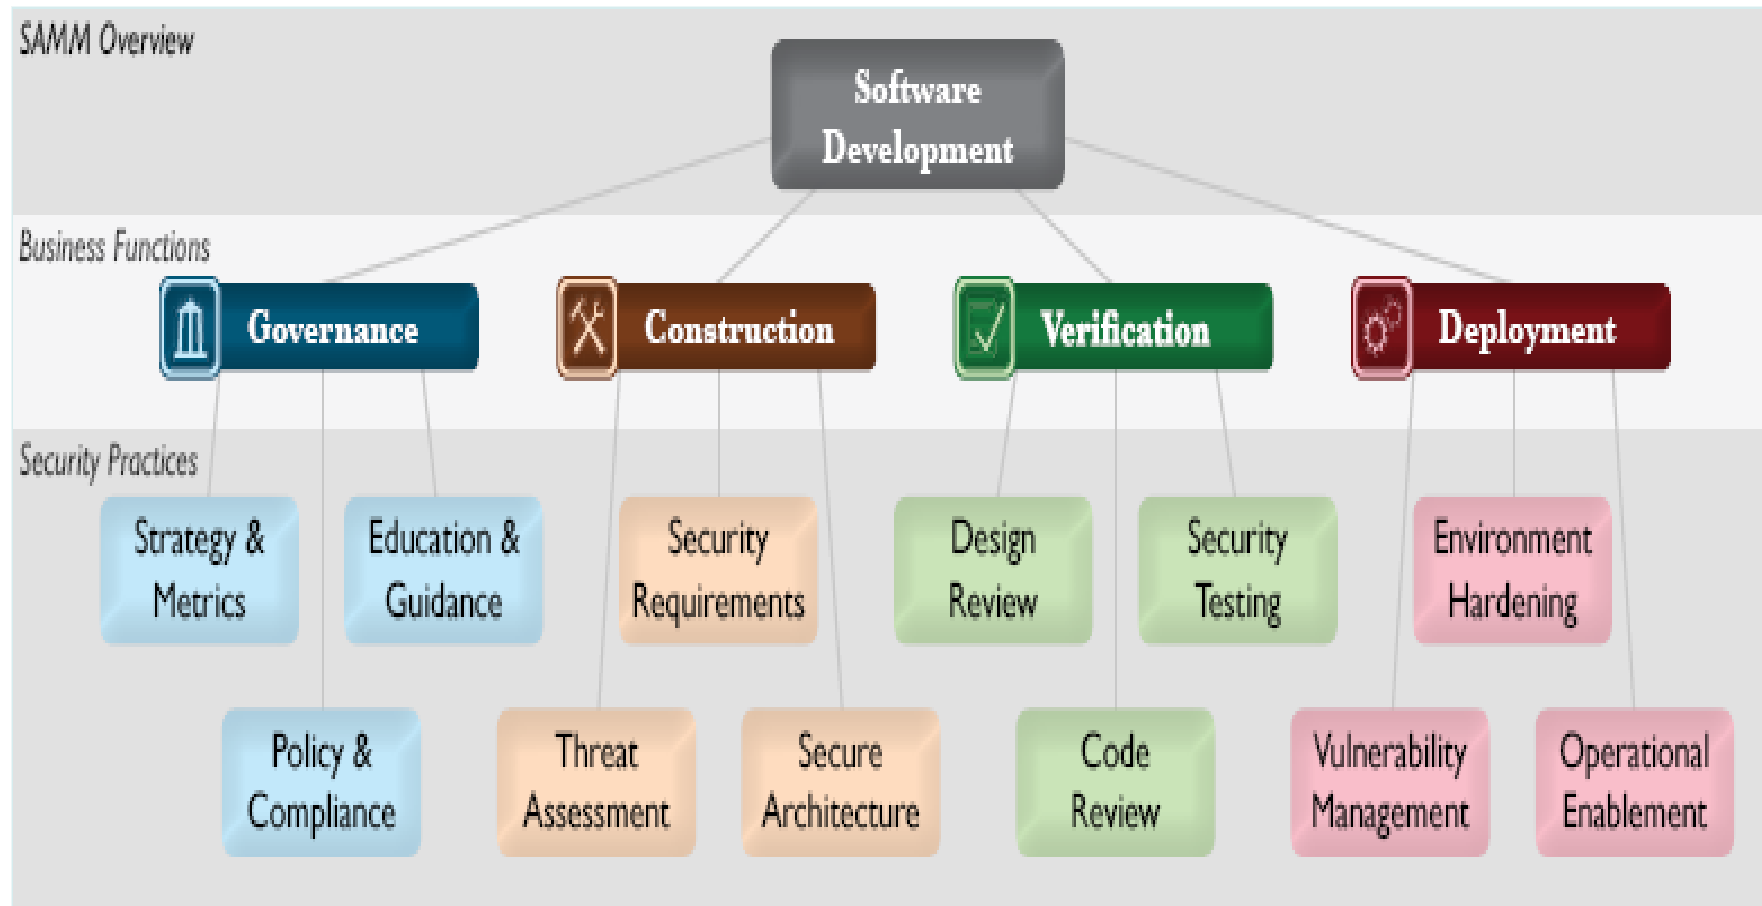 SAMM Overview
Software
Development
Business Functions
Governance
Construction
Verification
Deployment
Security Practices
Strategy &
Metrics
Education &
Guidance
Security
Requirements
Design
Review
Security
Testing
Environment
Hardening
Policy &
Compliance
Threat
Assessment
Secure
Architecture
Code
Review
Vulnerability
Management
Operational
Enablement